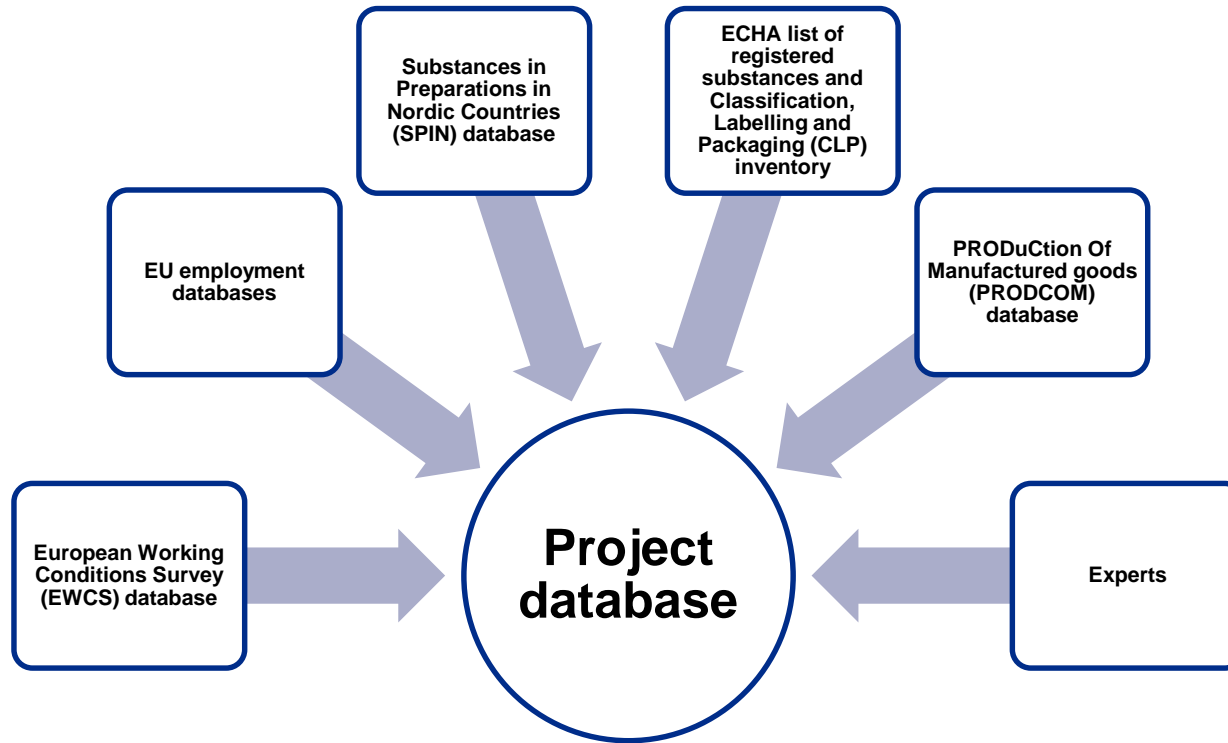 ECHA list of
registered
substances and
Classification,
Labelling and
Packaging (CLP)
inventory
Substances in
Preparations in
Nordic Countries
(SPIN) database
EU employment
databases
PRODuCtion Of
Manufactured goods
(PRODCOM)
database
European Working
Conditions Survey
(EWCS) database
Project
database
Experts